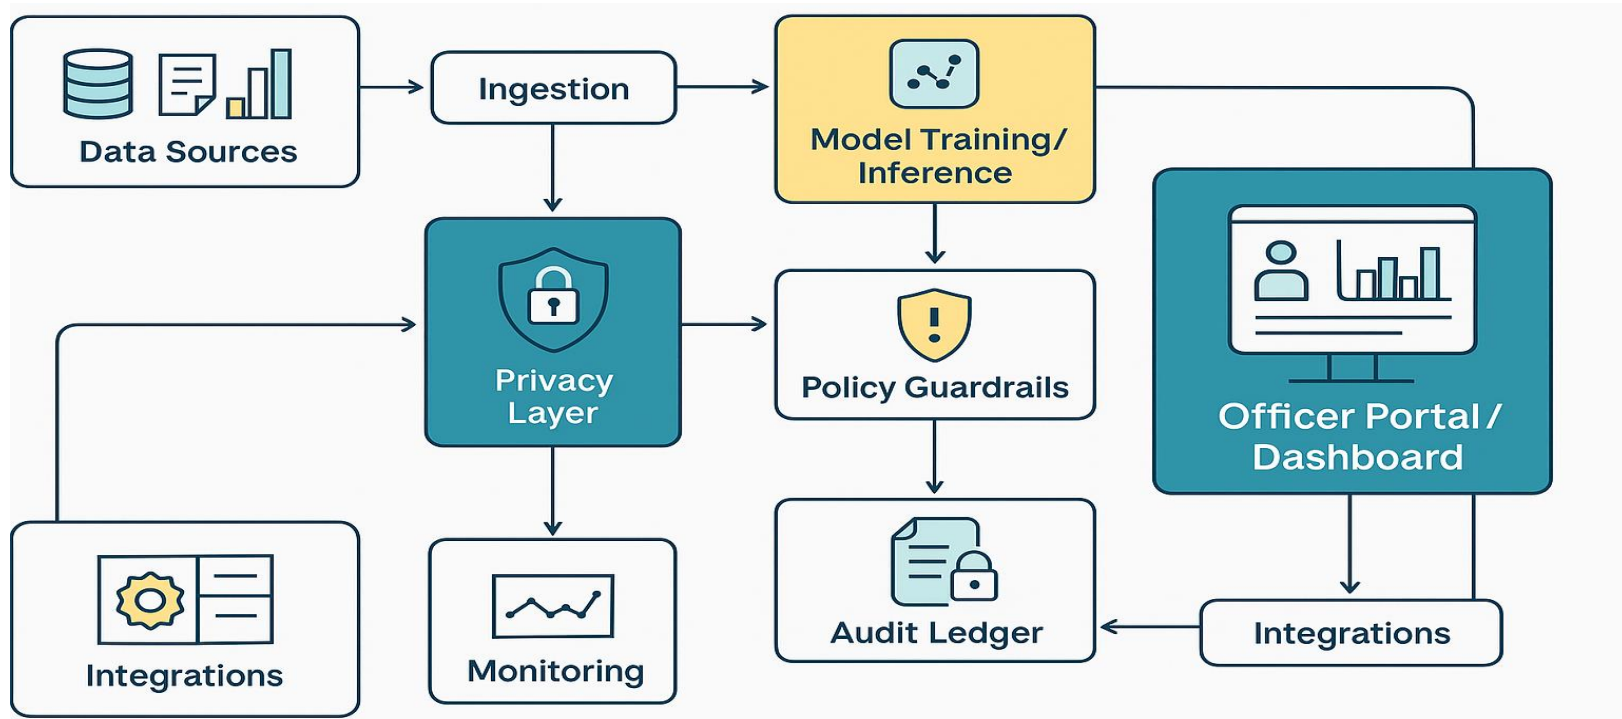 Data Sources
Ingestion
Model Training/
Inference
Privacy
Layer
Policy Guardrails
Officer Portal/
Dashboard
Integrations
Monitoring
Audit Ledger
Integrations